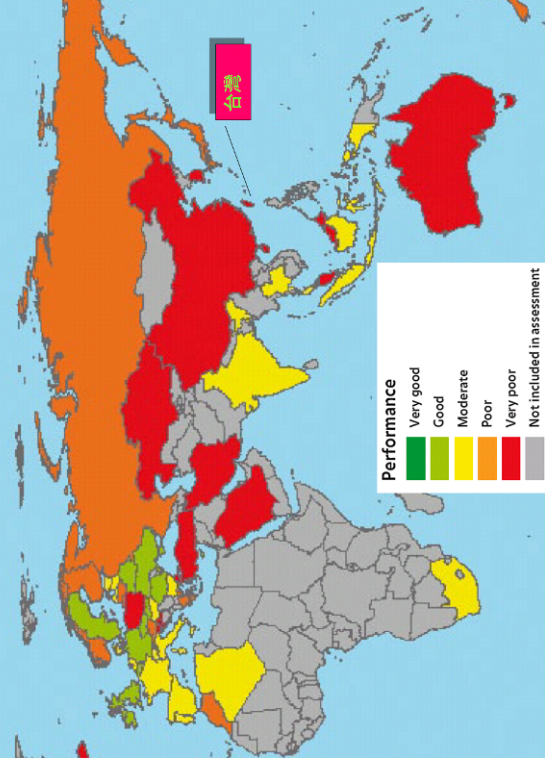 台灣
Performance
Very good
Good
Moderate
Poor
Very poor
Not included in assessment